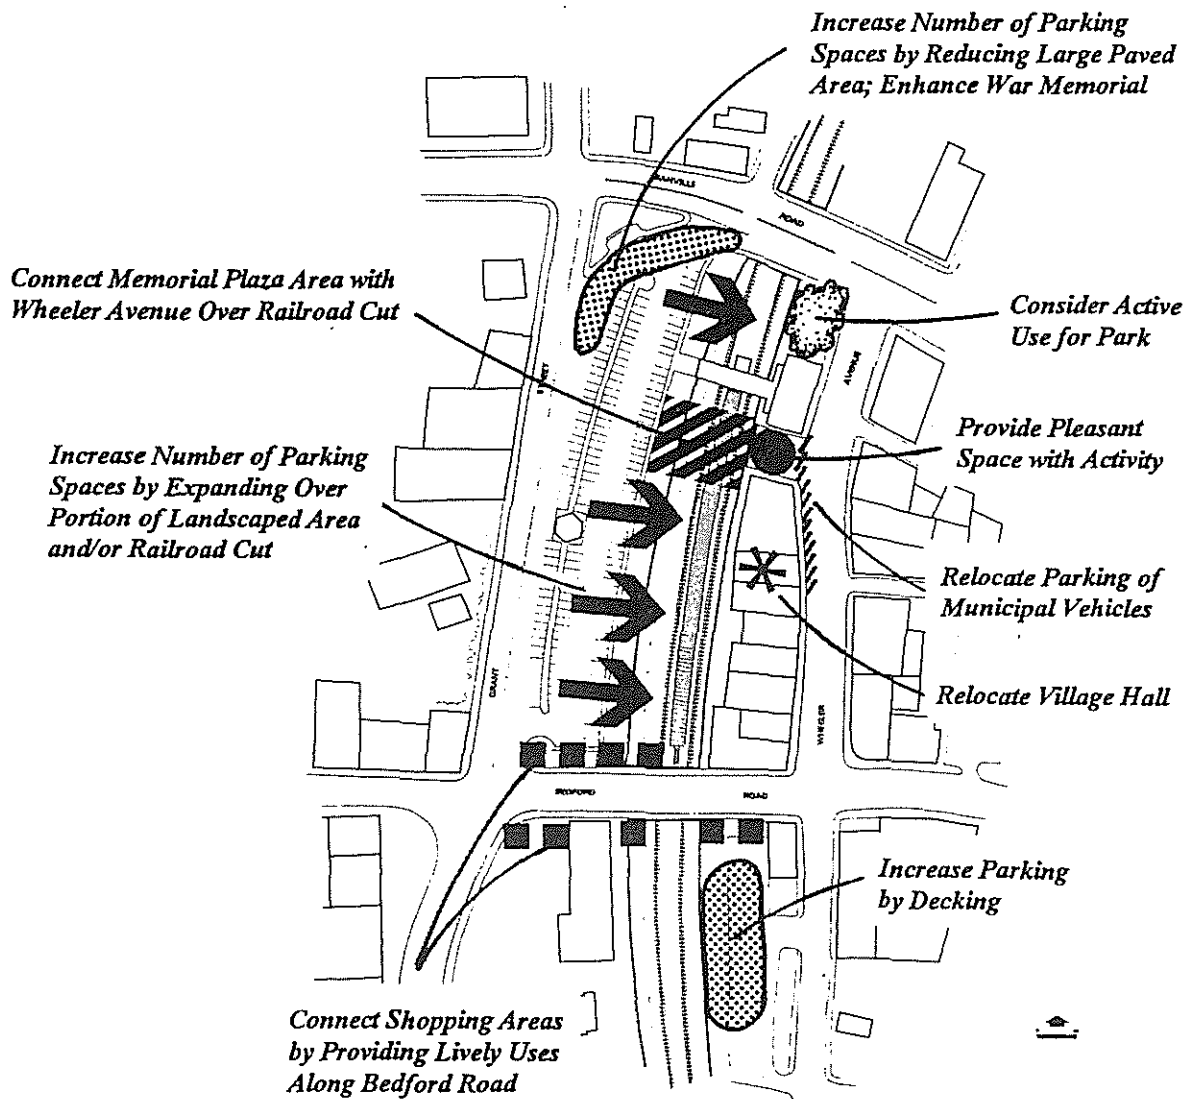 Increase Number of Parking
Spaces by Reducing Large Paved
Area; Enhance War Memorial
ROAD
Connect Memorial Plaza Area with
Wheeler Avenue Over Railroad Cut
Consider Active
Use for Park
AVENUE
STREET
Provide Pleasant
Space with Activity
Increase Number of Parking
Spaces by Expanding Over
Portion of Landscaped Area
and/or Railroad Cut
Relocate Parking of
Municipal Vehicles
Relocate Village Hall
GRANT
WHEELER
BEDFORD ROAD
Increase Parking
by Decking
Connect Shopping Areas
by Providing Lively Uses
Along Bedford Road